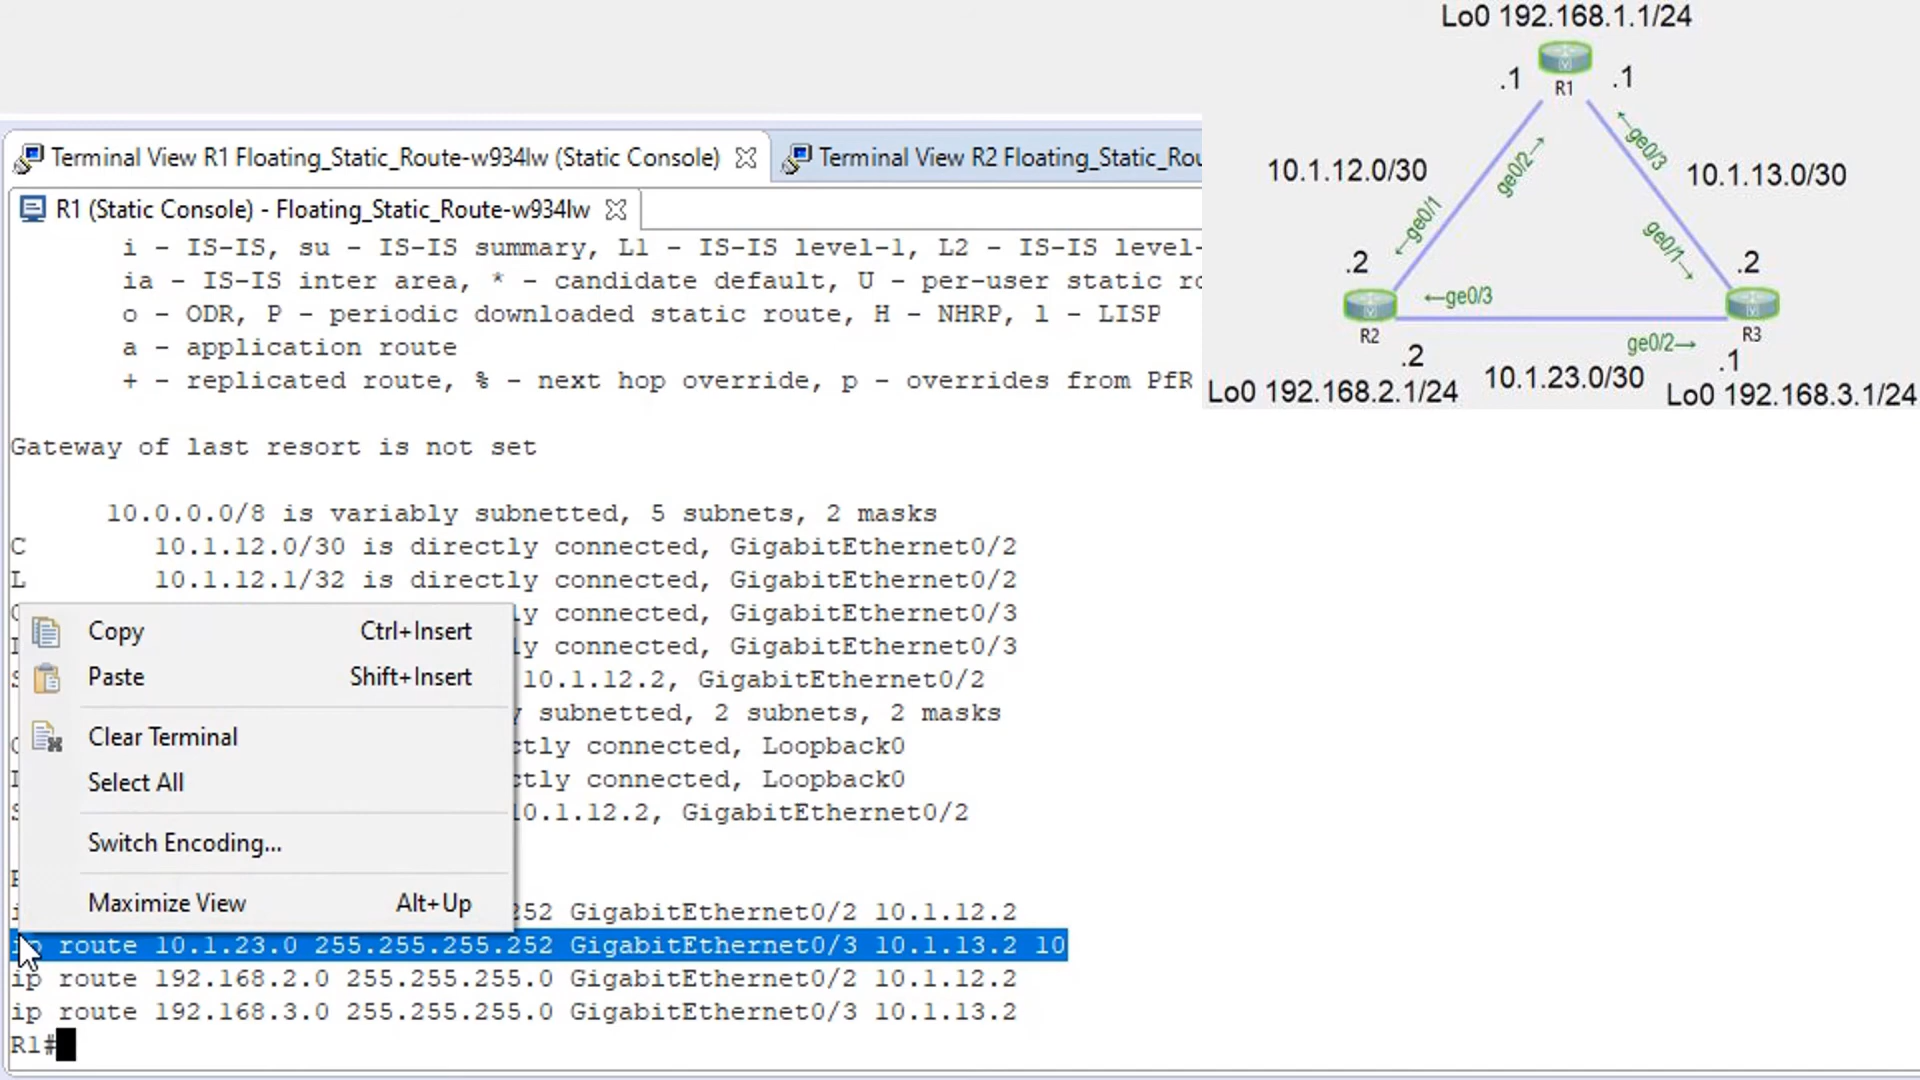 Lo0 192.168.1.1/24
R1
.1
.1
10.1.12.0/30
ge0/2→
←ge0/3
10.1.13.0/30
←ge0/1
ge0/1→
.2
.2
←ge0/3
R2
R3
ge0/2→
.2
.1
10.1.23.0/30
Lo0 192.168.2.1/24
Lo0 192.168.3.1/24
Terminal View R1 Floating_Static_Route-w934lw (Static Console)
Terminal View R2 Floating_Static_Rou
R1 (Static Console) - Floating_Static_Route-w934lw
i - IS-IS, su - IS-IS summary, L1 - IS-IS level-1, L2 - IS-IS level-
ia - IS-IS inter area, * - candidate default, U - per-user static ro
o - ODR, P - periodic downloaded static route, H - NHRP, l - LISP
a - application route
+ - replicated route, % - next hop override, p - overrides from PfR
Gateway of last resort is not set
10.0.0.0/8 is variably subnetted, 5 subnets, 2 masks
C 10.1.12.0/30 is directly connected, GigabitEthernet0/2
L 10.1.12.1/32 is directly connected, GigabitEthernet0/2
ly connected, GigabitEthernet0/3
ly connected, GigabitEthernet0/3
10.1.12.2, GigabitEthernet0/2
y subnetted, 2 subnets, 2 masks
ctly connected, Loopback0
ctly connected, Loopback0
10.1.12.2, GigabitEthernet0/2
Copy Ctrl+Insert
Paste Shift+Insert
Clear Terminal
Select All
Switch Encoding...
Maximize View Alt+Up
252 GigabitEthernet0/2 10.1.12.2
ip route 10.1.23.0 255.255.255.252 GigabitEthernet0/3 10.1.13.2 10
ip route 192.168.2.0 255.255.255.0 GigabitEthernet0/2 10.1.12.2
ip route 192.168.3.0 255.255.255.0 GigabitEthernet0/3 10.1.13.2
R1#